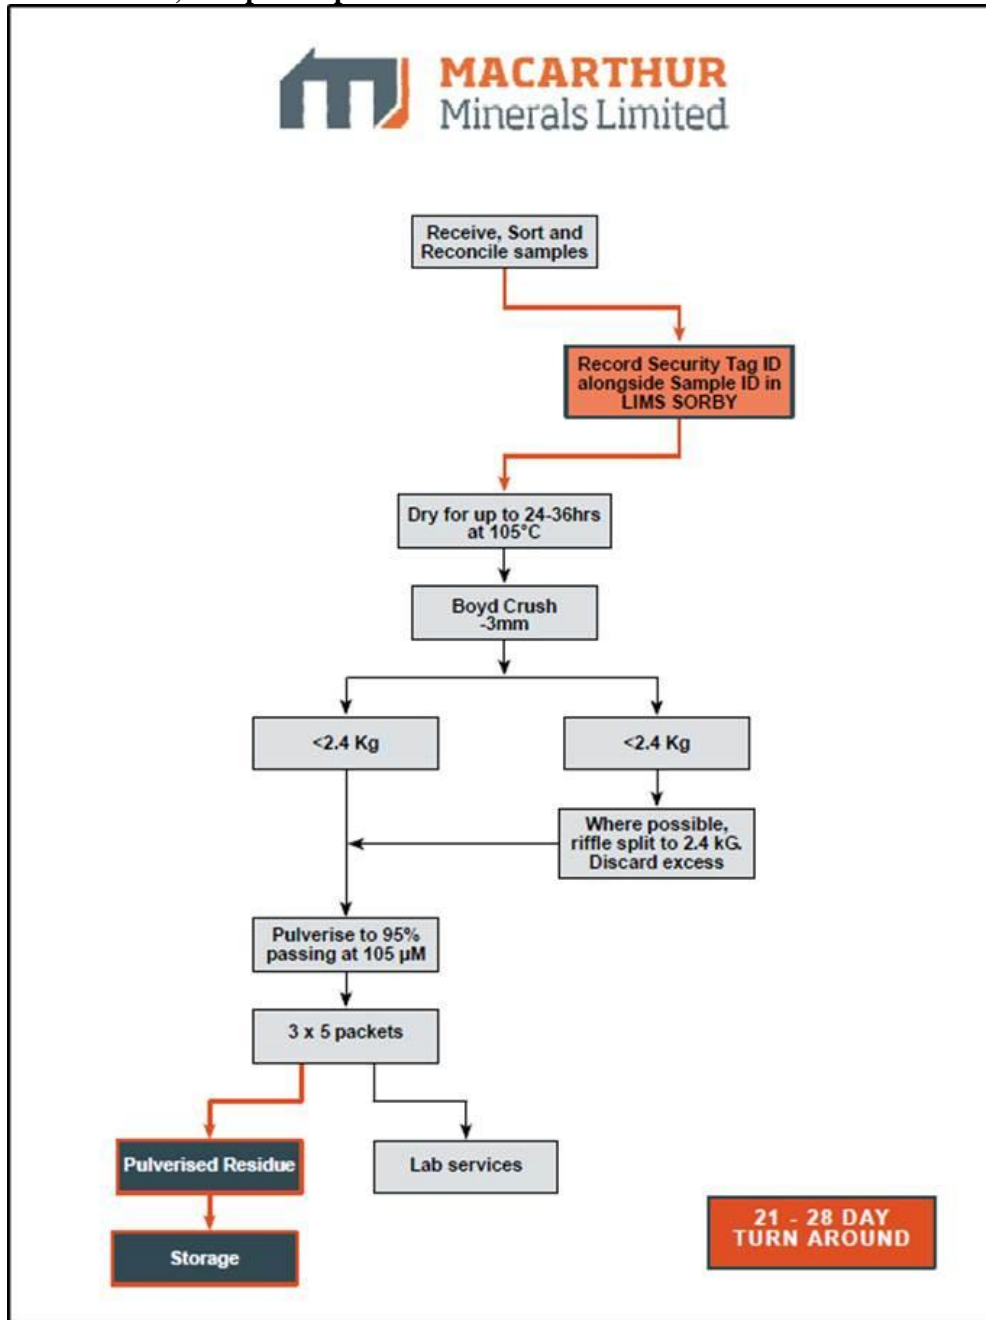 MACARTHUR
Minerals Limited
Receive, Sort and
Reconcile samples
Record Security Tag ID
alongside Sample ID in
LIMS SORBY
Dry for up to 24-36hrs
at 105°C
Boyd Crush
-3mm
<2.4 Kg
<2.4 Kg
Where possible,
riffle split to 2.4 kG.
Discard excess
Pulverise to 95%
passing at 105 µM
3 x 5 packets
Pulverised Residue
Lab services
Storage
21 - 28 DAY
TURN AROUND